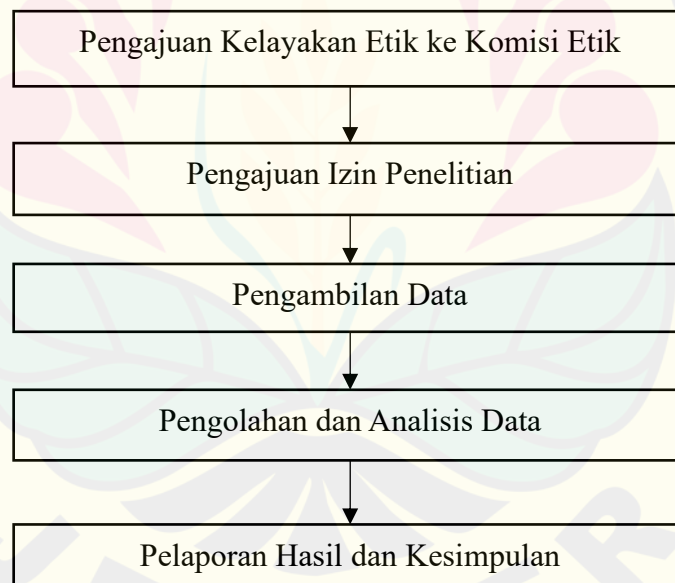 Pengajuan Kelayakan Etik ke Komisi Etik
Pengajuan Izin Penelitian
Pengambilan Data
Pengolahan dan Analisis Data
Pelaporan Hasil dan Kesimpulan